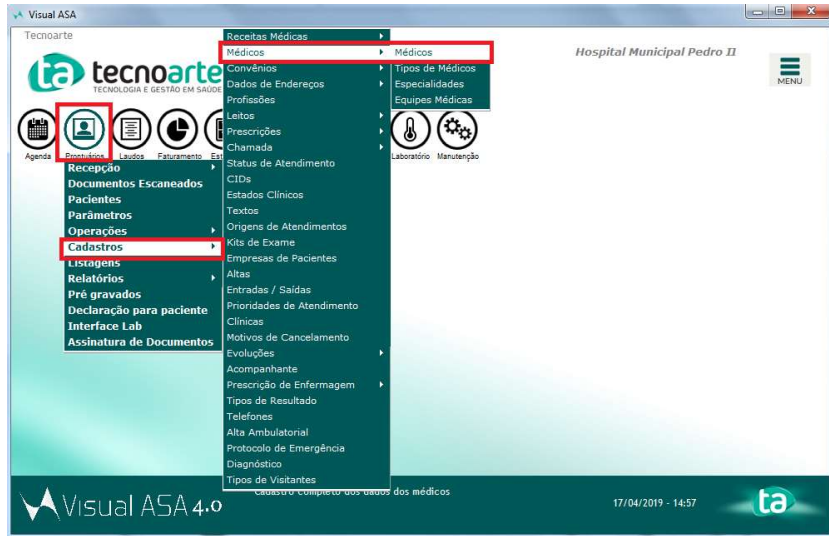 Visual ASA
Tecnoarte
Hospital Municipal Pedro II
ta tecnoarte
TECNOLOGIA E GESTÃO EM SAÚDE
MENU
Agenda
Prontuários
Laudos
Faturamento
Est
Laboratório
Manutenção
Recepção
Documentos Escaneados
Pacientes
Parâmetros
Operações
Cadastros
Listagens
Relatórios
Pré gravados
Declaração para paciente
Interface Lab
Assinatura de Documentos
Receitas Médicas
Médicos
Convênios
Dados de Endereços
Profissões
Leitos
Prescrições
Chamada
Status de Atendimento
CIDs
Estados Clínicos
Textos
Origens de Atendimentos
Kits de Exame
Empresas de Pacientes
Altas
Entradas / Saídas
Prioridades de Atendimento
Clínicas
Motivos de Cancelamento
Evoluções
Acompanhante
Prescrição de Enfermagem
Tipos de Resultado
Telefones
Alta Ambulatorial
Protocolo de Emergência
Diagnóstico
Tipos de Visitantes
Médicos
Tipos de Médicos
Especialidades
Equipes Médicas
Cadastro Completo dos dados dos médicos
Visual ASA 4.0
17/04/2019 - 14:57
ta